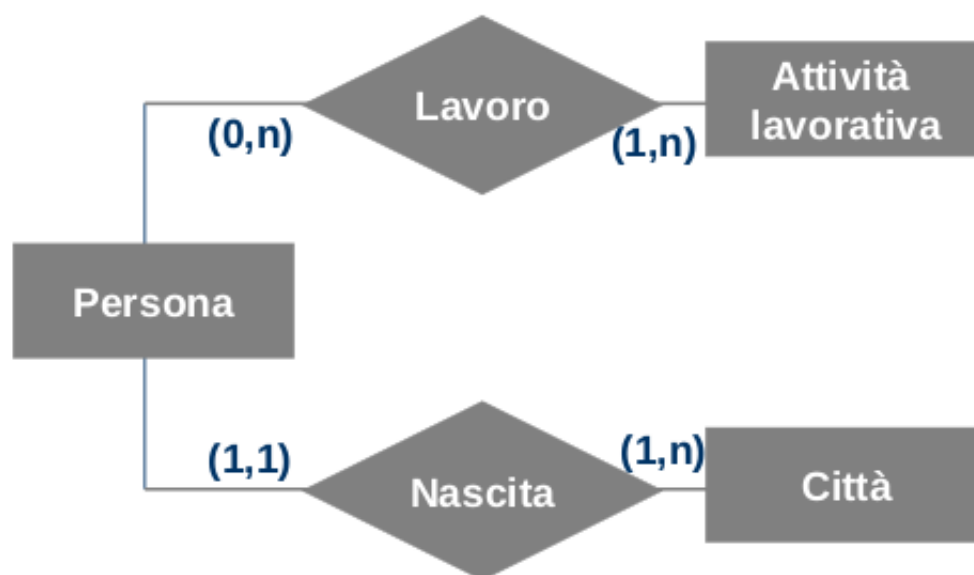 Lavoro
Attività
lavorativa
(0,n)
(1,n)
Persona
(1,1)
(1,n)
Nascita
Città